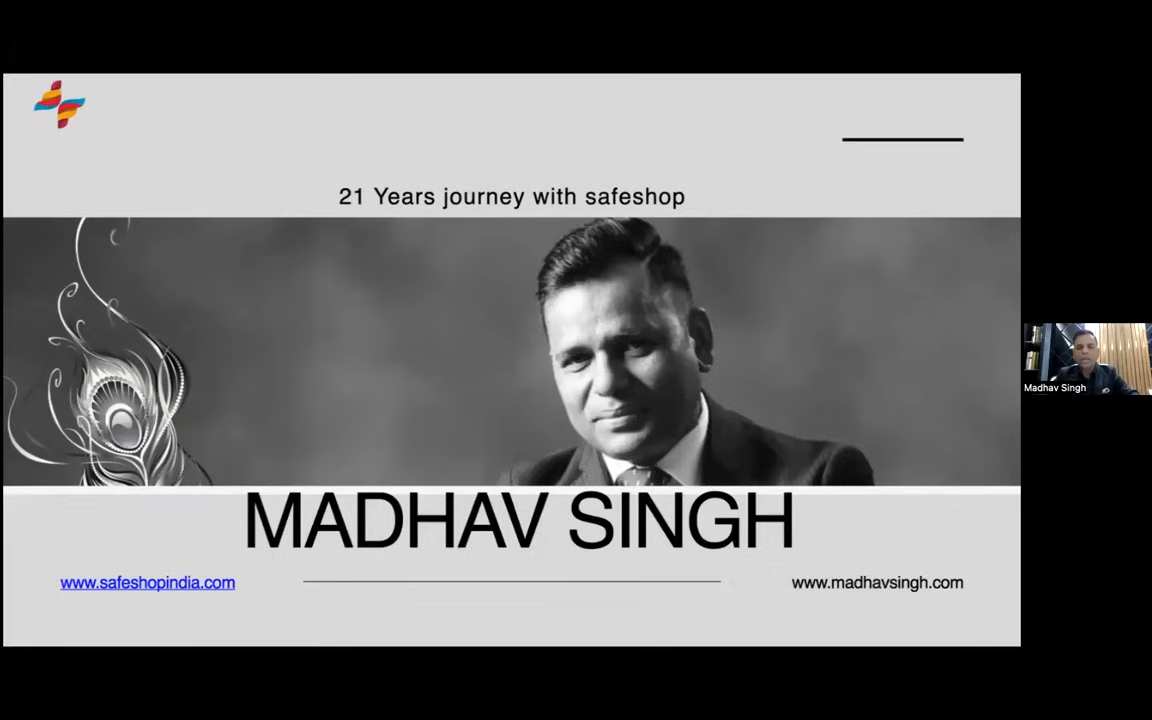 21 Years journey with safeshop
MADHAV SINGH
www.safeshopindia.com
www.madhavsingh.com
Madhav Singh